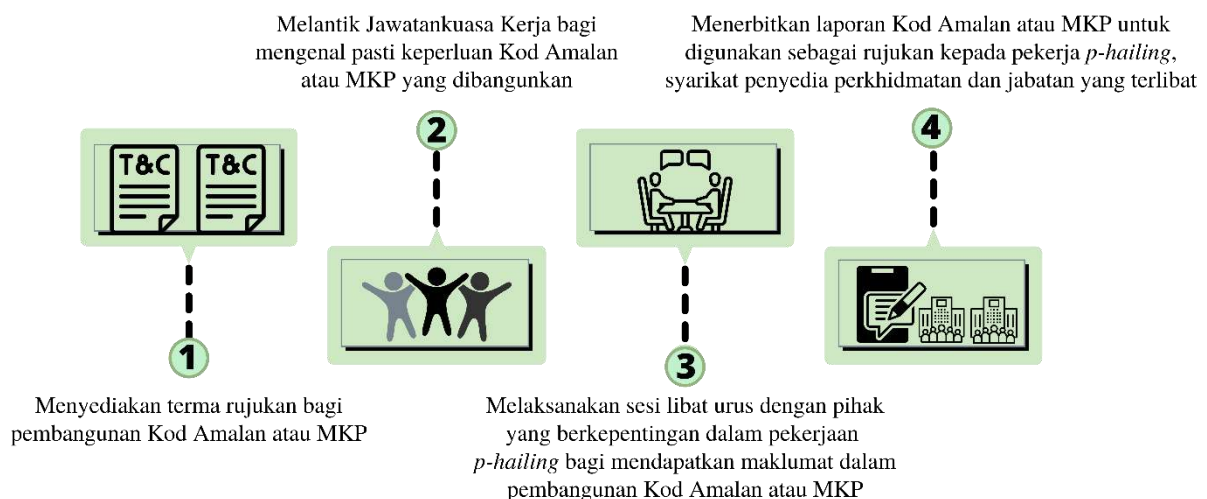 T&C T&C
1
Menyediakan terma rujukan bagi
pembangunan Kod Amalan atau MKP
Melantik Jawatankuasa Kerja bagi
mengenal pasti keperluan Kod Amalan
atau MKP yang dibangunkan
2
3
Melaksanakan sesi libat urus dengan pihak
yang berkepentingan dalam pekerjaan
p-hailing bagi mendapatkan maklumat dalam
pembangunan Kod Amalan atau MKP
Menerbitkan laporan Kod Amalan atau MKP untuk
digunakan sebagai rujukan kepada pekerja p-hailing,
syarikat penyedia perkhidmatan dan jabatan yang terlibat
4